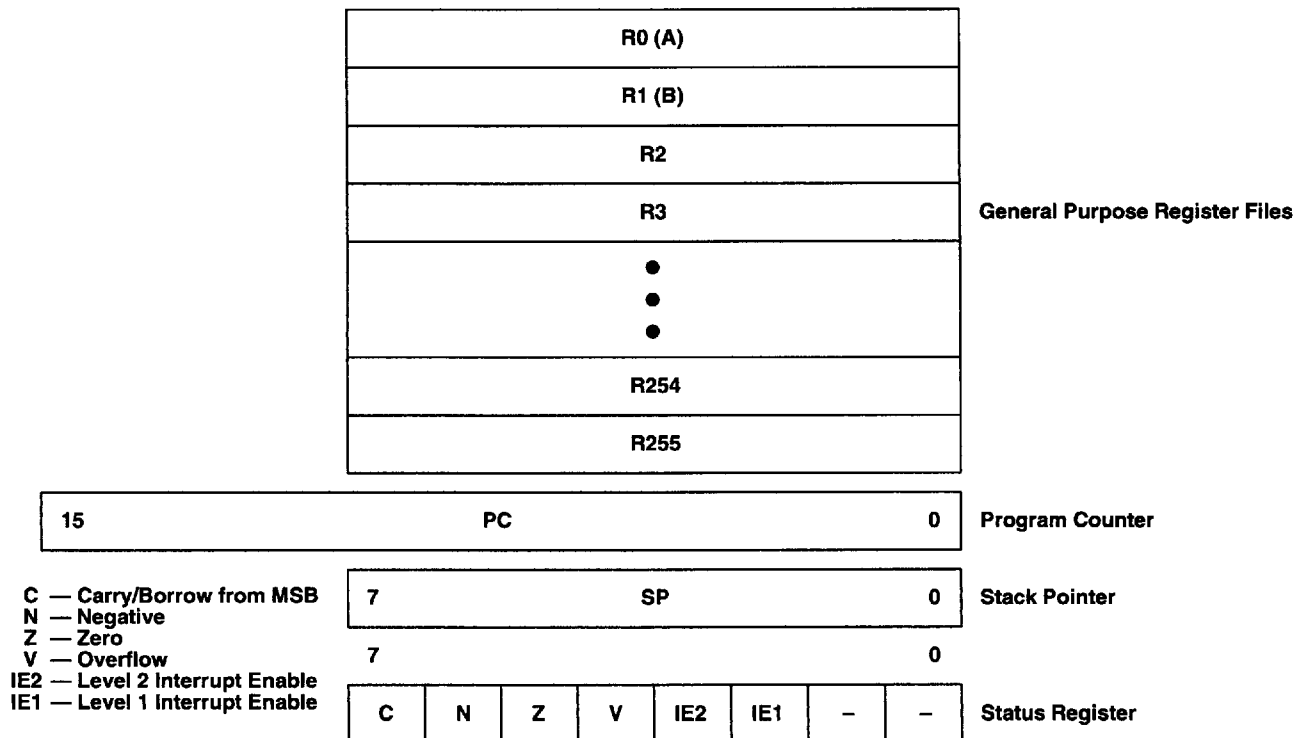 R0 (A)
R1 (B)
R2
R3
General Purpose Register Files
R254
R255
15 PC 0 Program Counter
C — Carry/Borrow from MSB
N — Negative
Z — Zero
V — Overflow
IE2 — Level 2 Interrupt Enable
IE1 — Level 1 Interrupt Enable
7 SP 0 Stack Pointer
7 0
C N Z V IE2 IE1 – – Status Register